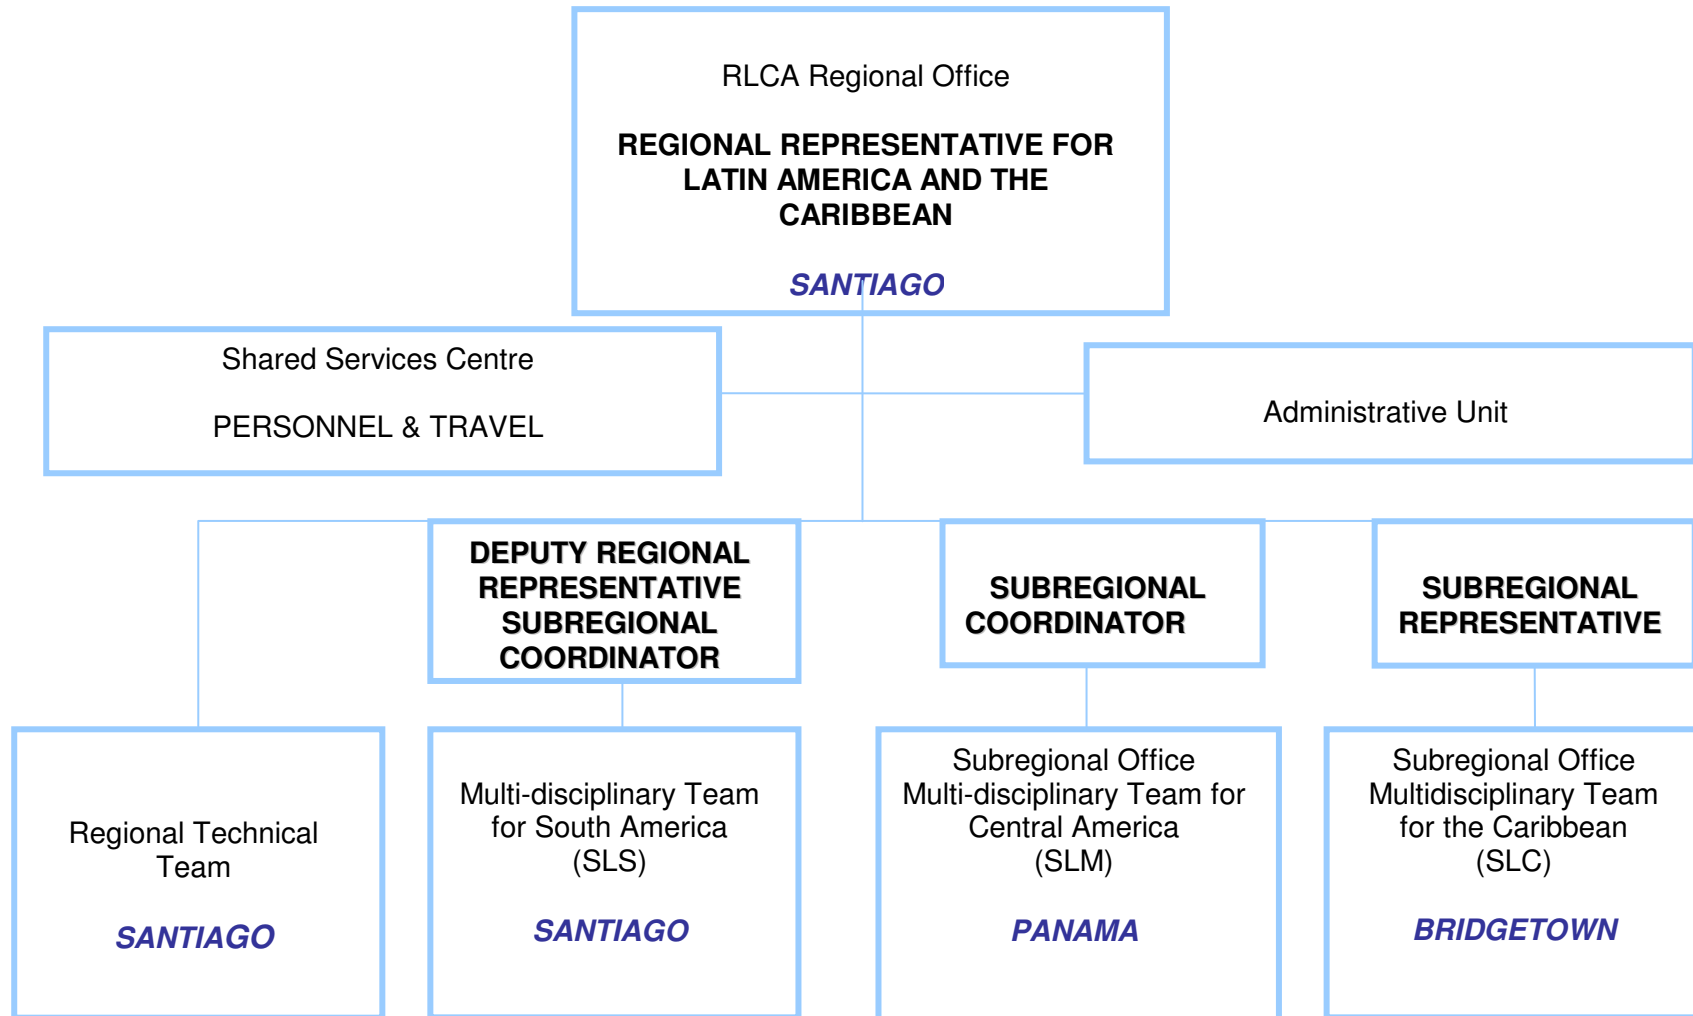 RLCA Regional Office
REGIONAL REPRESENTATIVE FOR
LATIN AMERICA AND THE
CARIBBEAN
SANTIAGO
Shared Services Centre
PERSONNEL & TRAVEL
Administrative Unit
DEPUTY REGIONAL
REPRESENTATIVE
SUBREGIONAL
COORDINATOR
SUBREGIONAL
COORDINATOR
SUBREGIONAL
REPRESENTATIVE
Regional Technical
Team
SANTIAGO
Multi-disciplinary Team
for South America
(SLS)
SANTIAGO
Subregional Office
Multi-disciplinary Team for
Central America
(SLM)
PANAMA
Subregional Office
Multidisciplinary Team
for the Caribbean
(SLC)
BRIDGETOWN